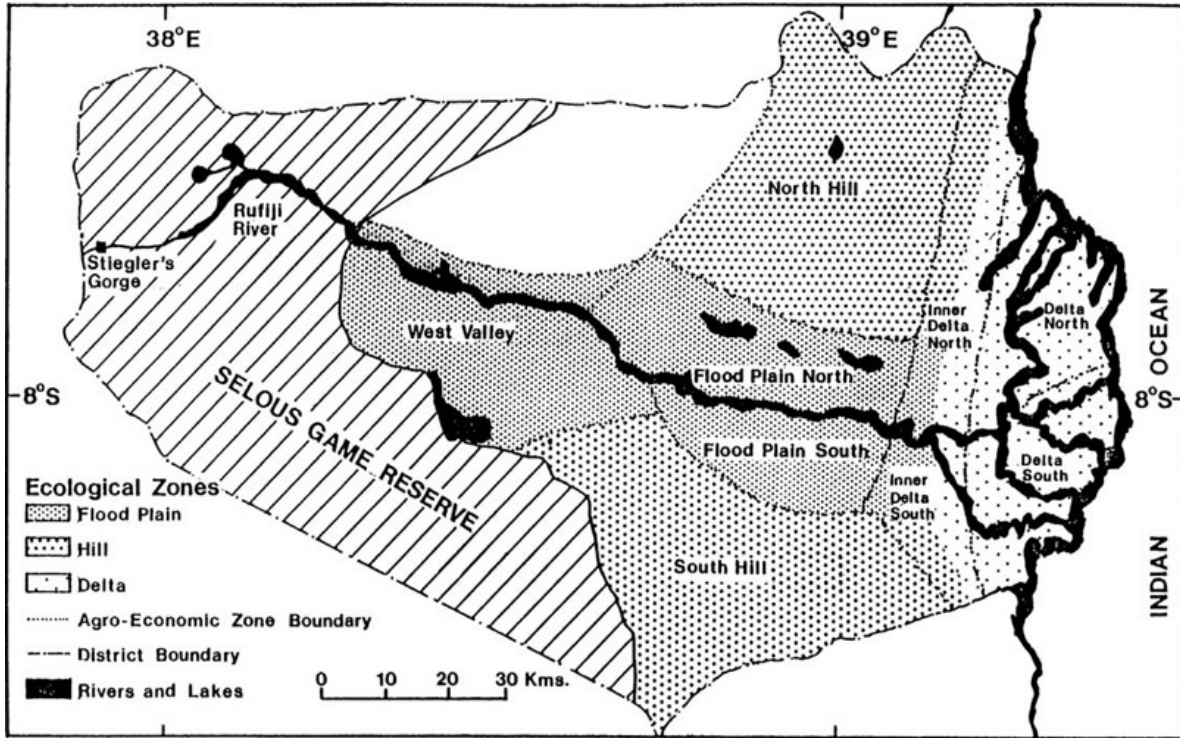 38°E
39°E
North Hill
Rufiji
River
Stiegler's
Gorge
Inner
Delta
North
Delta
North
West Valley
Flood Plain North
8°S
8°S
OCEAN
SELOUS GAME RESERVE
Flood Plain South
Delta
South
Inner
Delta
South
Ecological Zones
Flood Plain
Hill
Delta
Agro-Economic Zone Boundary
District Boundary
Rivers and Lakes
South Hill
INDIAN
0 10 20 30 Kms.